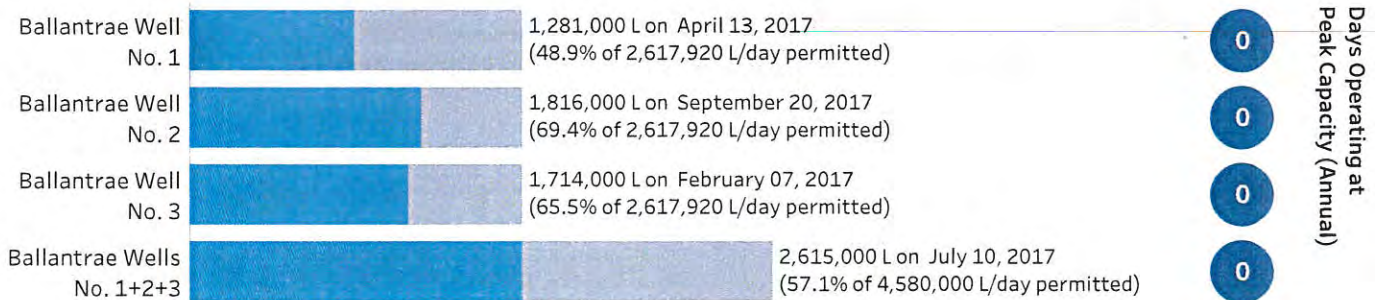 Ballantrae Well
No. 1
1,281,000 L on April 13, 2017
(48.9% of 2,617,920 L/day permitted)
0
Ballantrae Well
No. 2
1,816,000 L on September 20, 2017
(69.4% of 2,617,920 L/day permitted)
0
Ballantrae Well
No. 3
1,714,000 L on February 07, 2017
(65.5% of 2,617,920 L/day permitted)
0
Ballantrae Wells
No. 1+2+3
2,615,000 L on July 10, 2017
(57.1% of 4,580,000 L/day permitted)
0
Days Operating at
Peak Capacity (Annual)